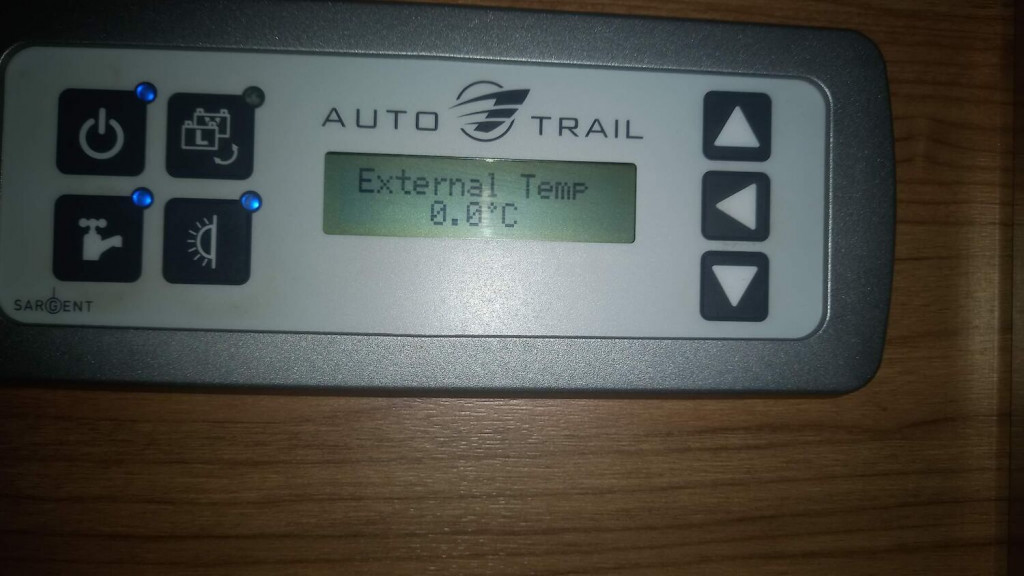 AUTO TRAIL
External Temp
0.0°C
L
SARGENT